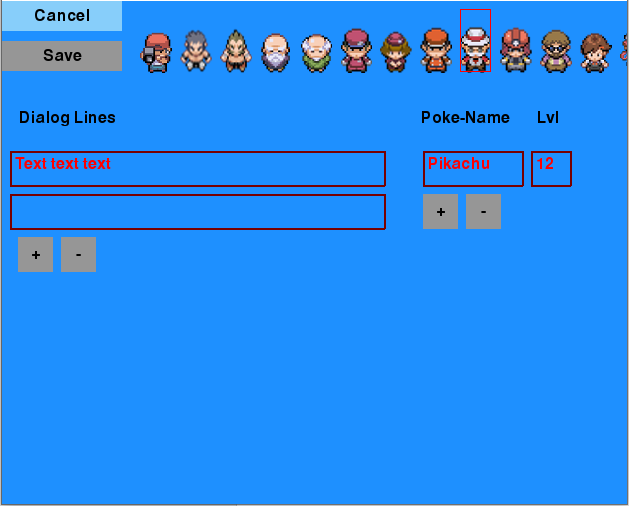 Cancel
Save
Dialog Lines
Poke-Name Lvl
Text text text
Pikachu 12
+ -
+ -